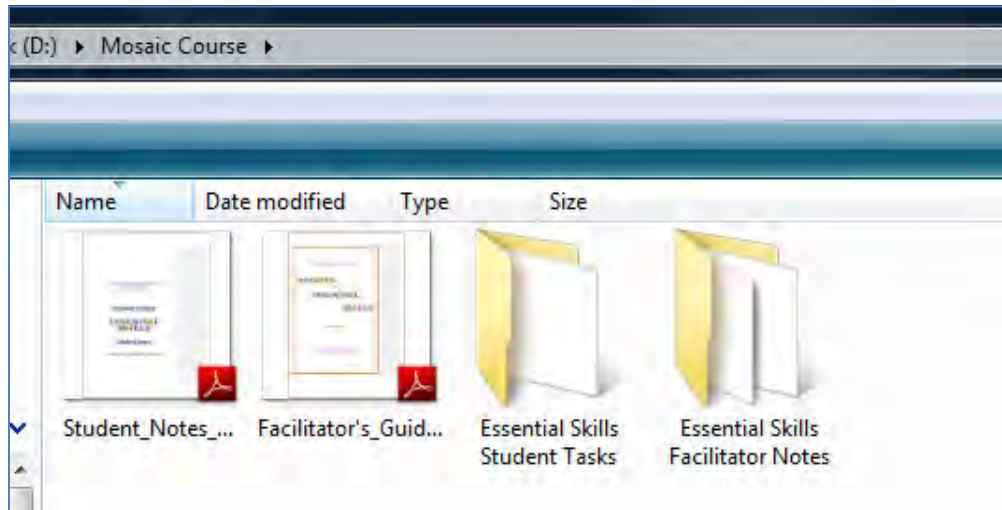 (D:) Mosaic Course
Name Date modified Type Size
Student_Notes_... Facilitator's_Guid... Essential Skills Essential Skills
Student Tasks Facilitator Notes